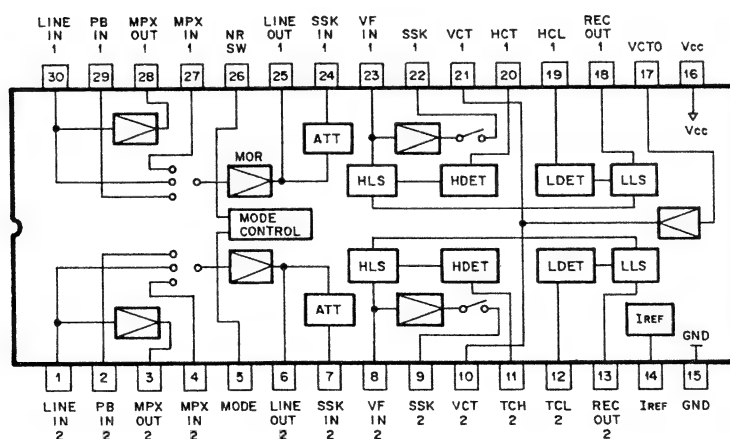 LINE IN 1
PB IN 1
MPX OUT 1
MPX IN 1
NR SW
LINE OUT 1
SSK IN 1
VF IN 1
SSK 1
VCT 1
HCT 1
HCL 1
REC OUT 1
VCTO
Vcc
30 29 28 27 26 25 24 23 22 21 20 19 18 17 16
Vcc
ATT
MOR
HLS HDET LDET LLS
MODE CONTROL
HLS HDET LDET LLS
ATT
IREF
GND
1 2 3 4 5 6 7 8 9 10 11 12 13 14 15
LINE IN 2
PB IN 2
MPX OUT 2
MPX IN 2
MODE
LINE OUT 2
SSK IN 2
VF IN 2
SSK 2
VCT 2
TCH 2
TCL 2
REC OUT 2
IREF
GND